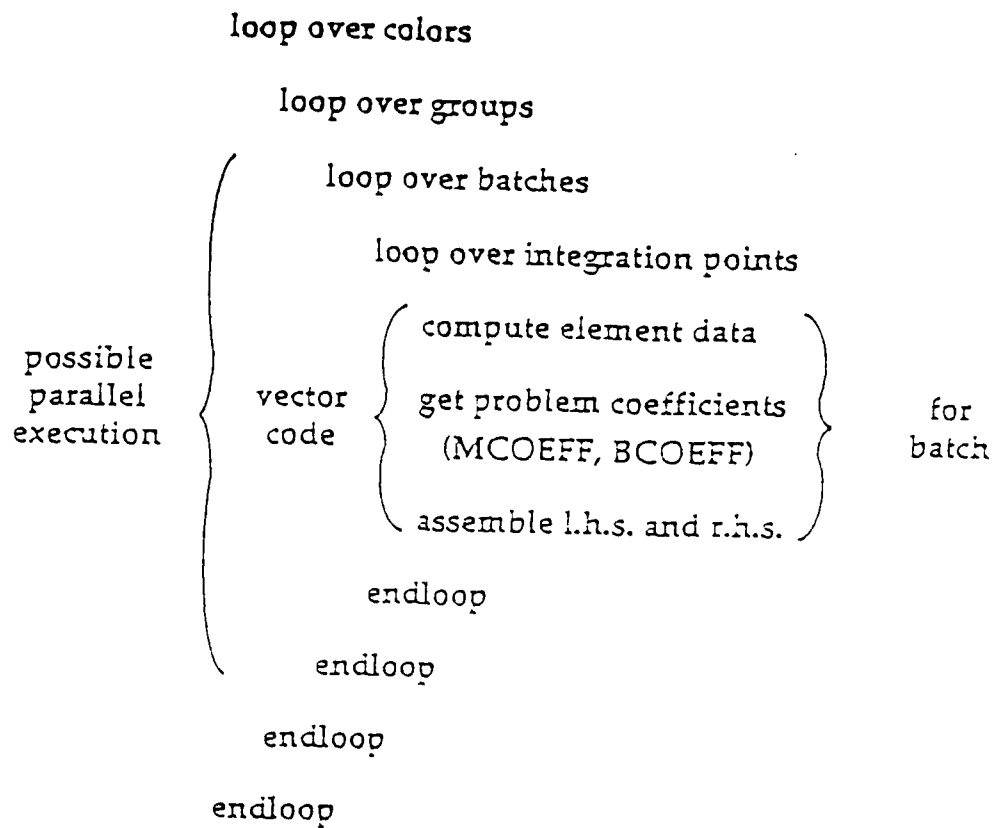 loop over colors
loop over groups
loop over batches
loop over integration points
possible
parallel
execution
vector
code
compute element data
get problem coefficients
(MCOEFF, BCOEFF)
assemble l.h.s. and r.h.s.
for
batch
endloop
endloop
endloop
endloop